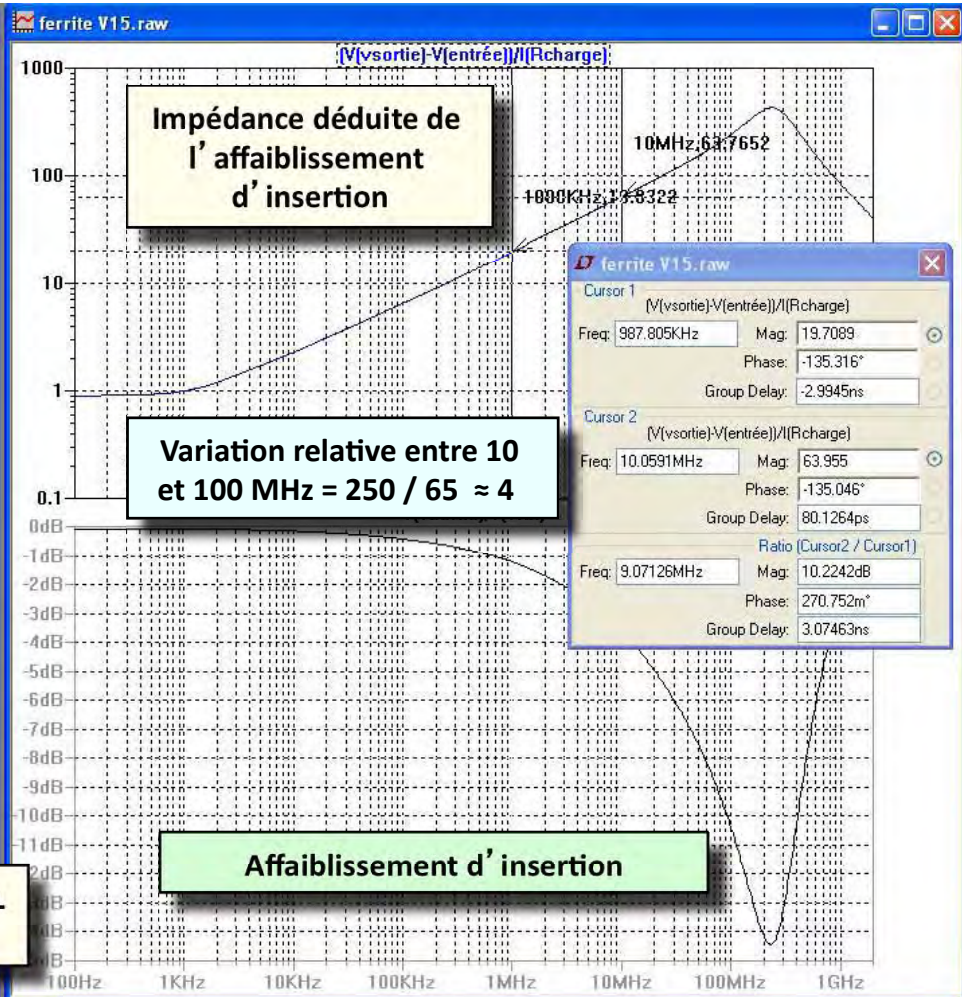 ferrite V15.raw
(V(vsortie)-V(entrée))/I(Rcharge)
1000
100
10
1
0.1
Impédance déduite de
l’affaiblissement
d’insertion
10MHz,63.7652
1000KHz,
ferrite V15.raw
Cursor 1
(V(vsortie)-V(entrée))/I(Rcharge)
Freq: 987.805KHz Mag: 19.7089
Phase: -135.316°
Group Delay: -2.9945ns
Cursor 2
(V(vsortie)-V(entrée))/I(Rcharge)
Freq: 10.0591MHz Mag: 63.955
Phase: -135.046°
Group Delay: 80.1264ps
Ratio (Cursor2 / Cursor1)
Freq: 9.07126MHz Mag: 10.2242dB
Phase: 270.752m°
Group Delay: 3.07463ns
Variation relative entre 10
et 100 MHz = 250 / 65 ≈ 4
0dB
-1dB
-2dB
-3dB
-4dB
-5dB
-6dB
-7dB
-8dB
-9dB
-10dB
-11dB
2dB
dB
dB
dB
Affaiblissement d’insertion
100Hz 1KHz 10KHz 100KHz 1MHz 10MHz 100MHz 1GHz